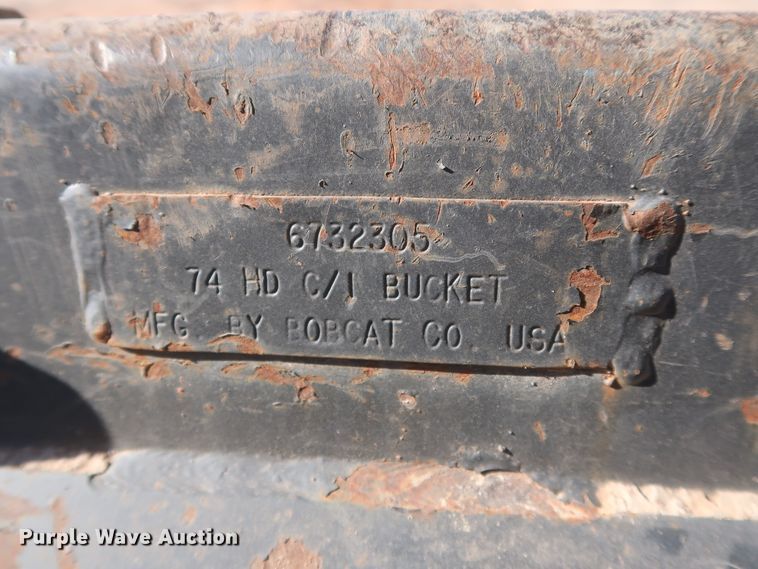 6732305
74 HD C/I BUCKET
MFG. BY BOBCAT CO. USA
Purple Wave Auction